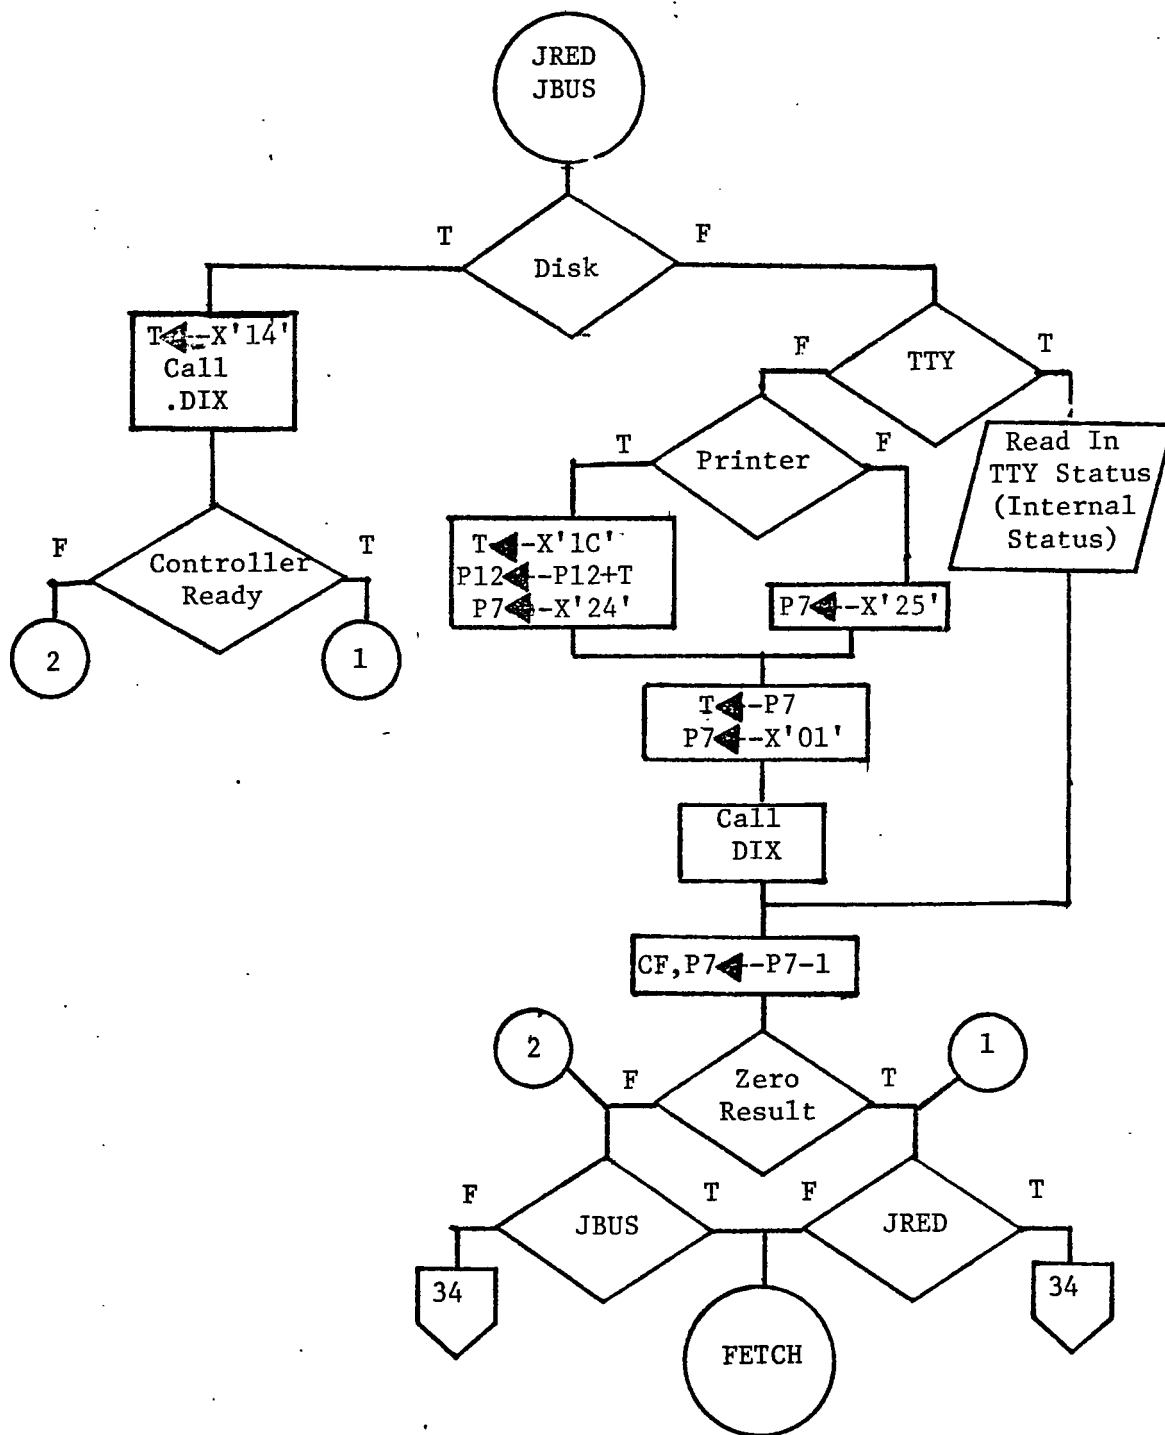 JRED
JBUS
T
F
Disk
T←X'14'
Call
.DIX
F
TTY
T
T
Printer
F
Read In
TTY Status
(Internal
Status)
F
Controller
Ready
T
T←X'1C'
P12←P12+T
P7←X'24'
P7←X'25'
2
1
T←P7
P7←X'01'
Call
DIX
CF,P7←P7-1
2
1
F
Zero
Result
T
F
JBUS
T
F
JRED
T
34
34
FETCH